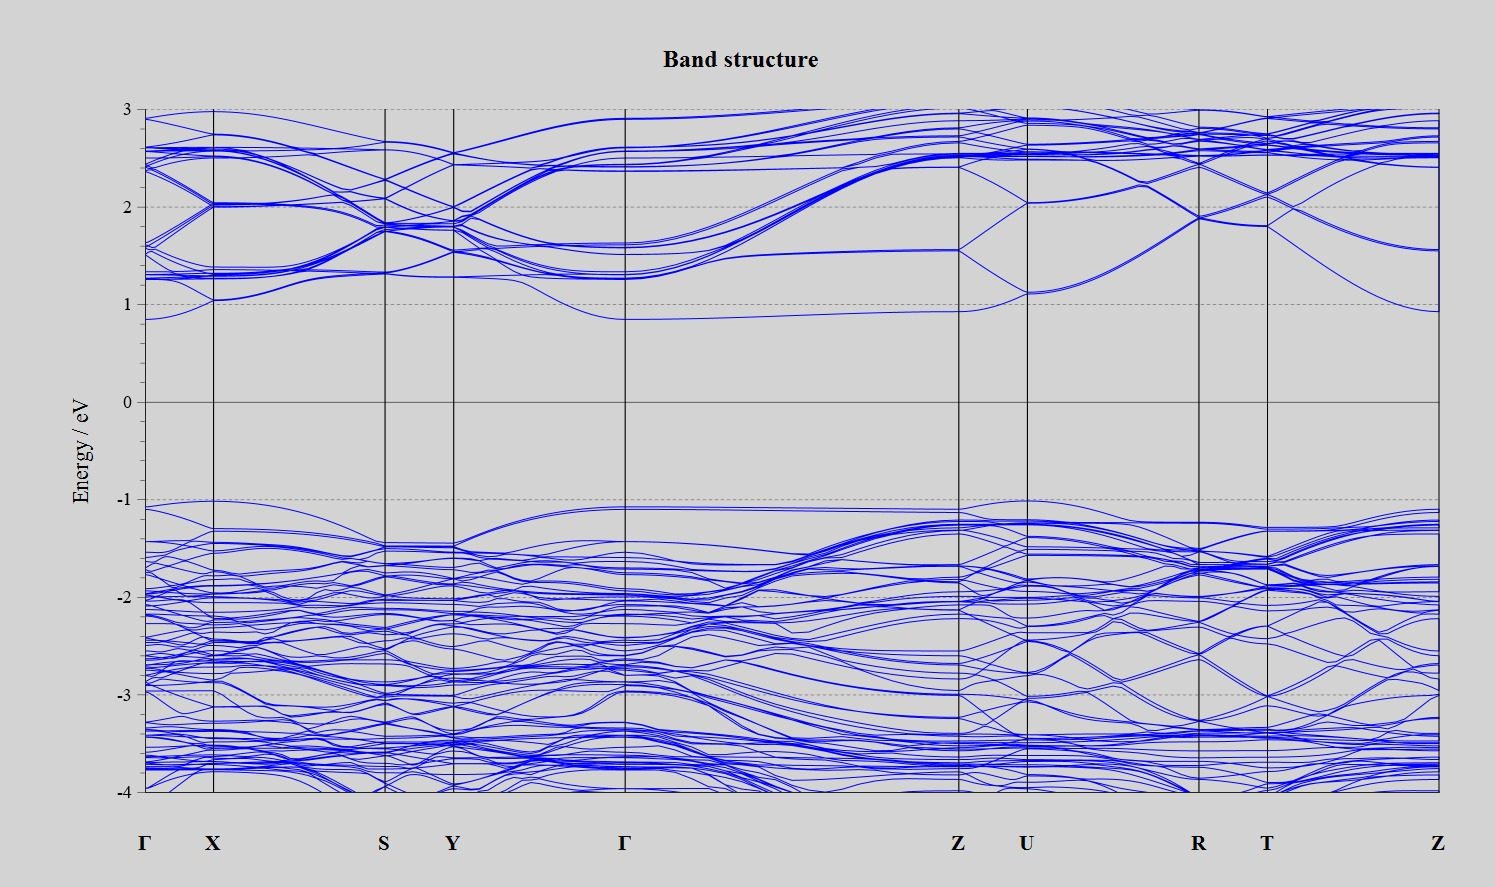 Band structure
3
2
1
0
-1
-2
-3
-4
Energy / eV
Γ X S Y Γ Z U R T Z